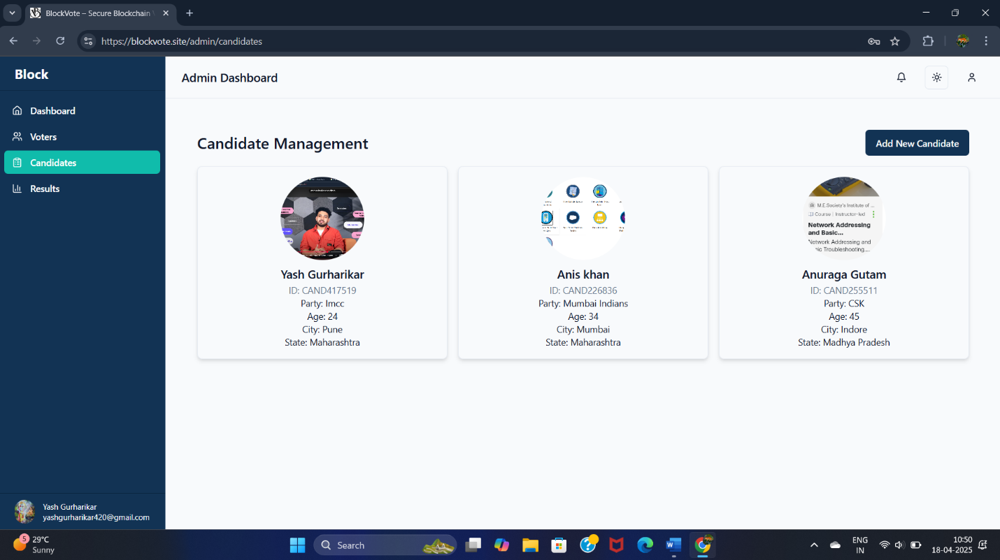 BlockVote – Secure Blockchain
https://blockvote.site/admin/candidates
Block
Admin Dashboard
Dashboard
Voters
Candidates
Results
Candidate Management
Add New Candidate
Yash Gurharikar
ID: CAND417519
Party: Imcc
Age: 24
City: Pune
State: Maharashtra
Anis khan
ID: CAND226836
Party: Mumbai Indians
Age: 34
City: Mumbai
State: Maharashtra
M.E.Society's Institute of ...
Course | Instructor-led
Network Addressing
and Basic...
Network Addressing and
ic Troubleshooting....
Anuraga Gutam
ID: CAND255511
Party: CSK
Age: 45
City: Indore
State: Madhya Pradesh
Yash Gurharikar
yashgurharikar420@gmail.com
5
29°C
Sunny
Search
ENG
IN
10:50
18-04-2025